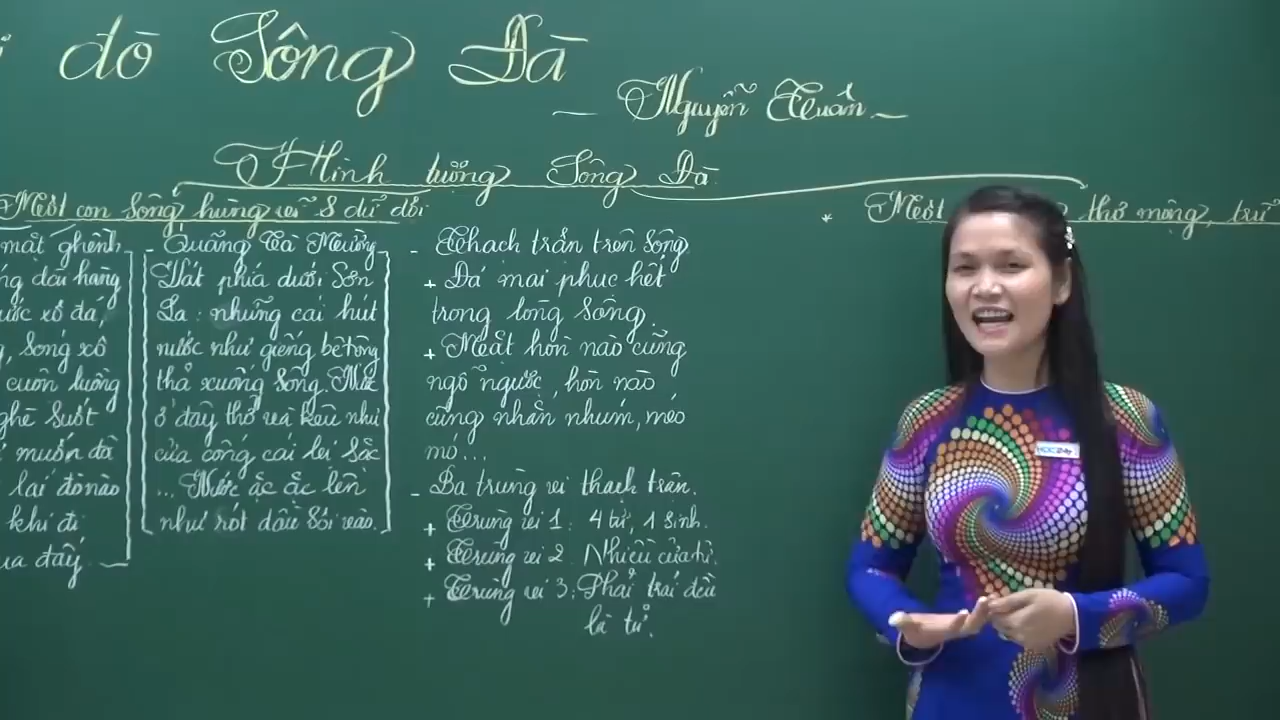 đò Sông Đà
~ Nguyễn Tuân ~
Hình tượng Sông Đà
Một con sông hùng vĩ & dữ dội
* Một thơ mộng, trữ
mặt ghềnh
dài hàng
xô đá,
sóng xô
cuồn luồng
suốt
muốn đò
lái đò nào
khi đi
đấy
- Quãng Tà Mường
Vát phía dưới Sơn
La: những cái hút
nước như giếng bê tông
thả xuống sông. Nước
ở đây thở và kêu như
cửa cống cái bị sặc
... Nước ặc ặc lên
như rót dầu sôi vào.
- Thạch trận trên sông
+ Đá mai phục hết
trong lòng sông.
+ Mặt hòn nào cũng
ngỗ ngược, hòn nào
cũng nhăn nhúm, méo
mó...
- Ba trùng vi thạch trận.
+ Trùng vi 1: 4 tử, 1 sinh.
+ Trùng vi 2: Nhiều cửa tử.
+ Trùng vi 3: Phải trái đều
là tử.
HOC24h